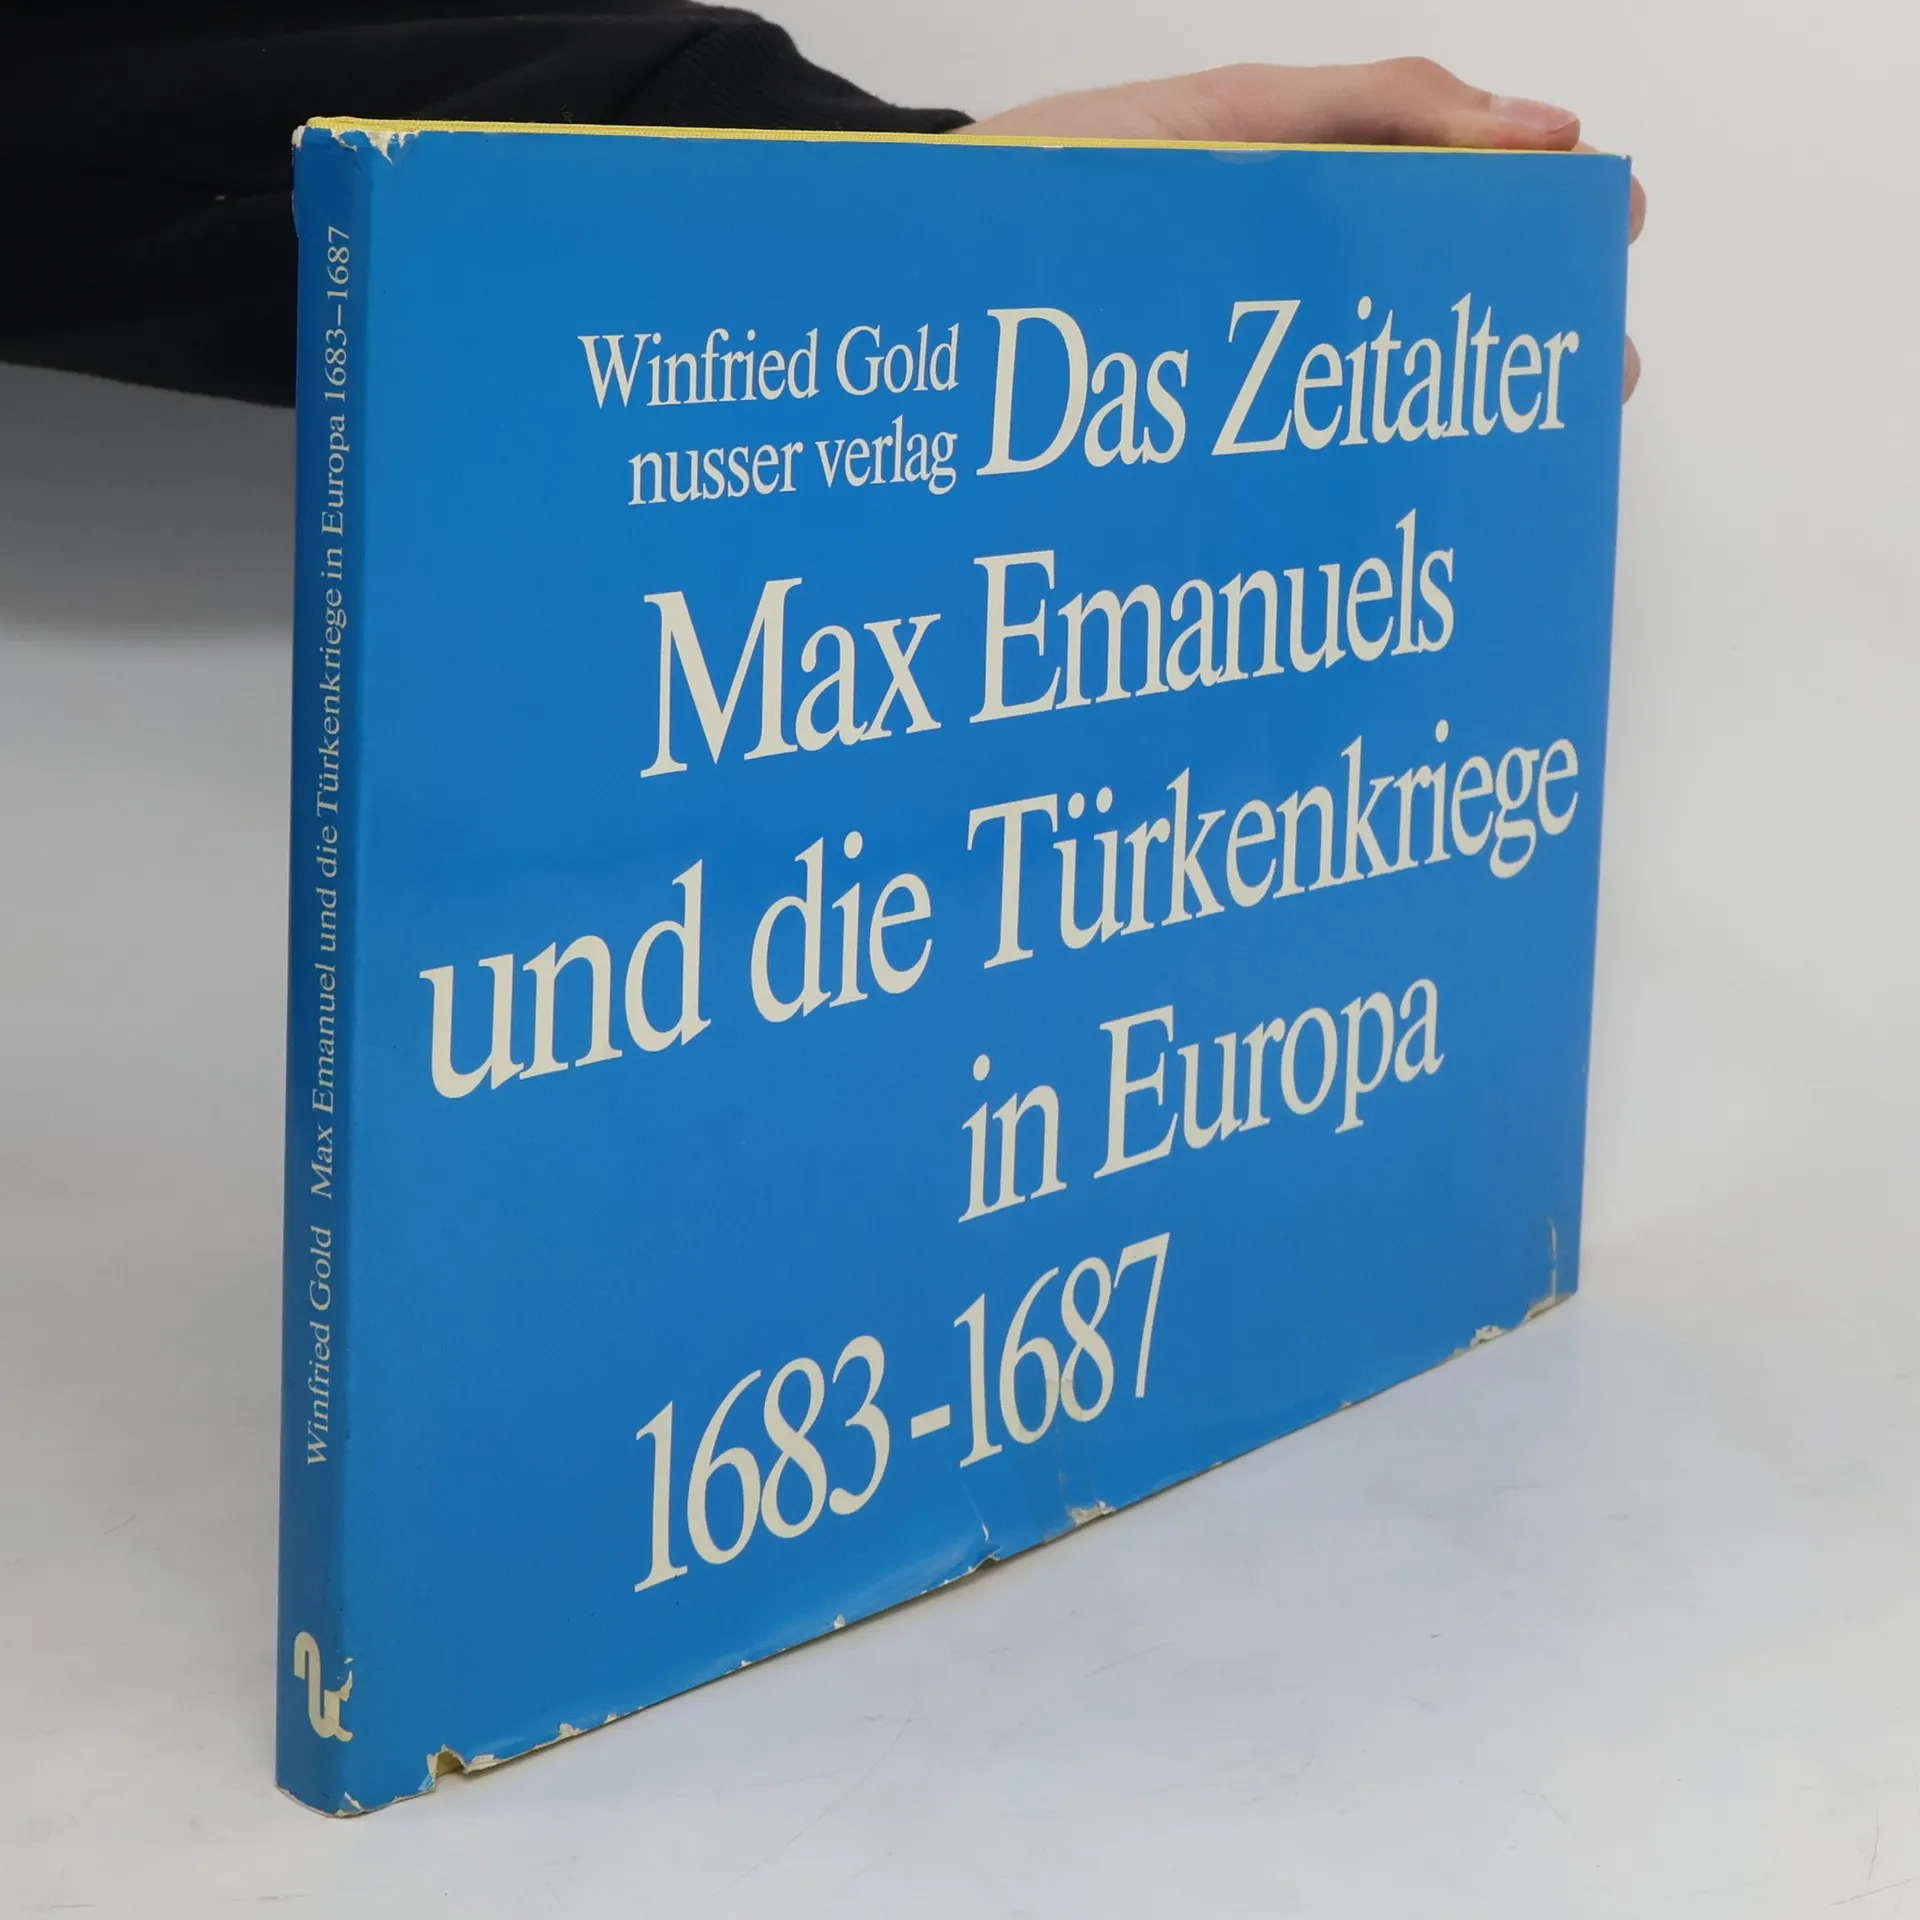 Winfried Gold
nusser verlag
Das Zeitalter
Max Emanuels
und die Türkenkriege
in Europa
1683-1687
Winfried Gold Max Emanuel und die Türkenkriege in Europa 1683–1687